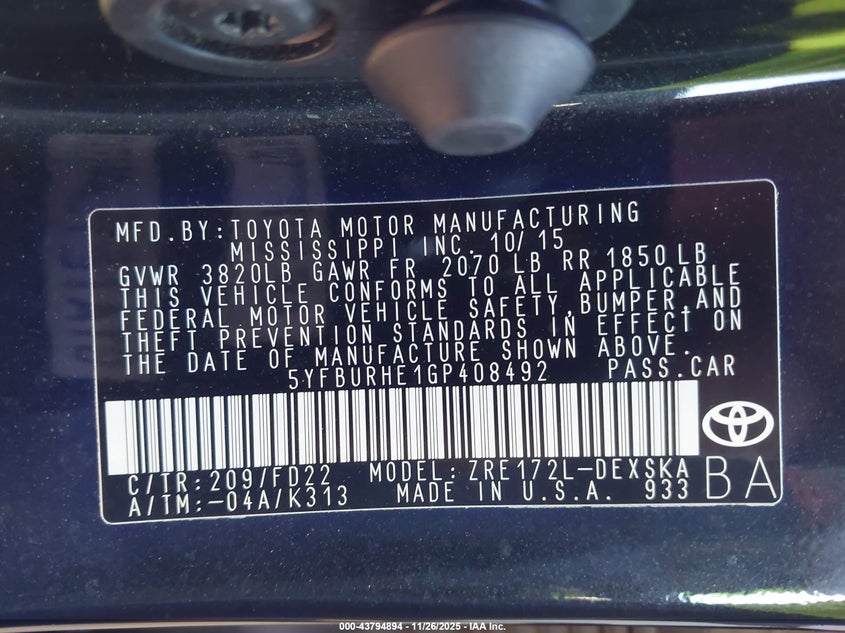 MFD.BY:TOYOTA MOTOR MANUFACTURING
MISSISSIPPI INC. 10/15
GVWR 3820LB GAWR FR 2070 LB RR 1850LB
THIS VEHICLE CONFORMS TO ALL APPLICABLE
FEDERAL MOTOR VEHICLE SAFETY,BUMPER,AND
THEFT PREVENTION STANDARDS IN EFFECT ON
THE DATE OF MANUFACTURE SHOWN ABOVE.
5YFBURHE1GP408492 PASS.CAR
C/TR:209/FD22 MODEL:ZRE172L-DEXSKA
A/TM:-04A/K313 MADE IN U.S.A. 933 BA
000-43794894 - 11/26/2025 - IAA Inc.